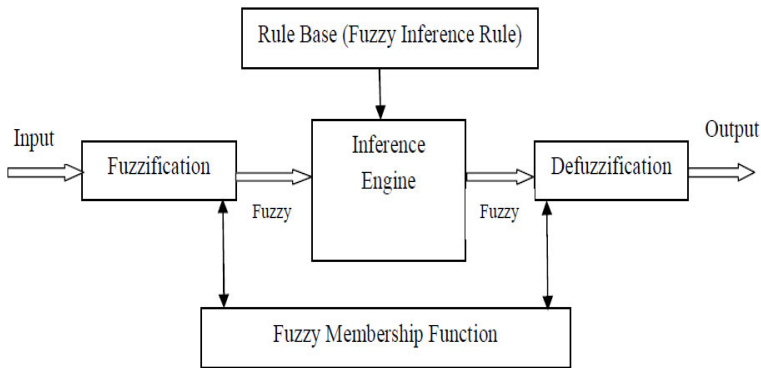 Rule Base (Fuzzy Inference Rule)
Input
Fuzzification
Fuzzy
Inference
Engine
Fuzzy
Defuzzification
Output
Fuzzy Membership Function